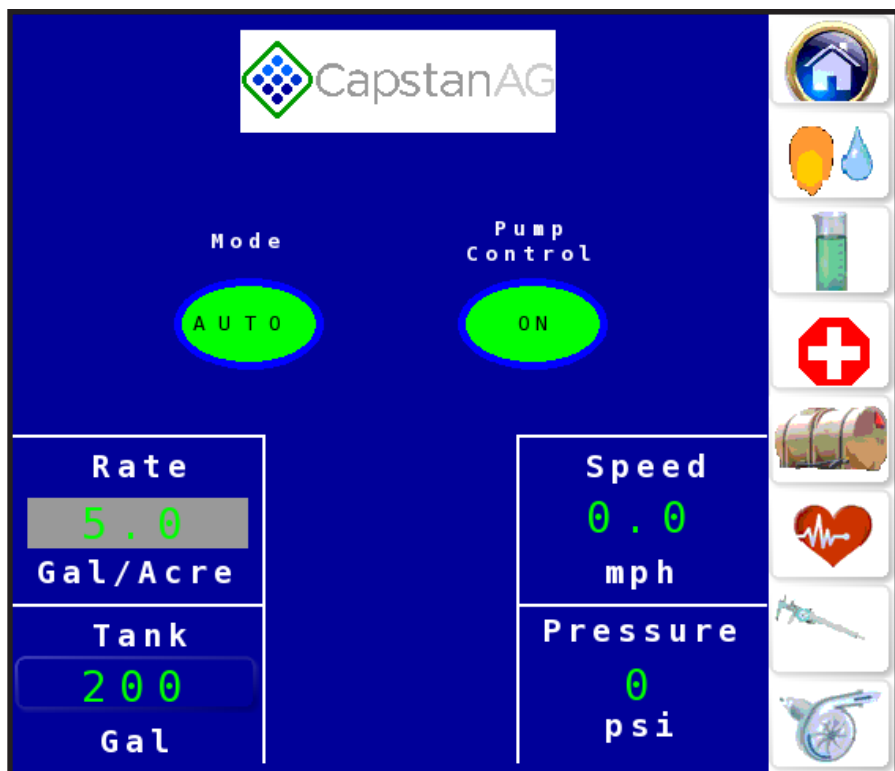 CapstanAG
Mode
Pump
Control
AUTO
ON
Rate
5.0
Gal/Acre
Speed
0.0
mph
Tank
200
Gal
Pressure
0
psi